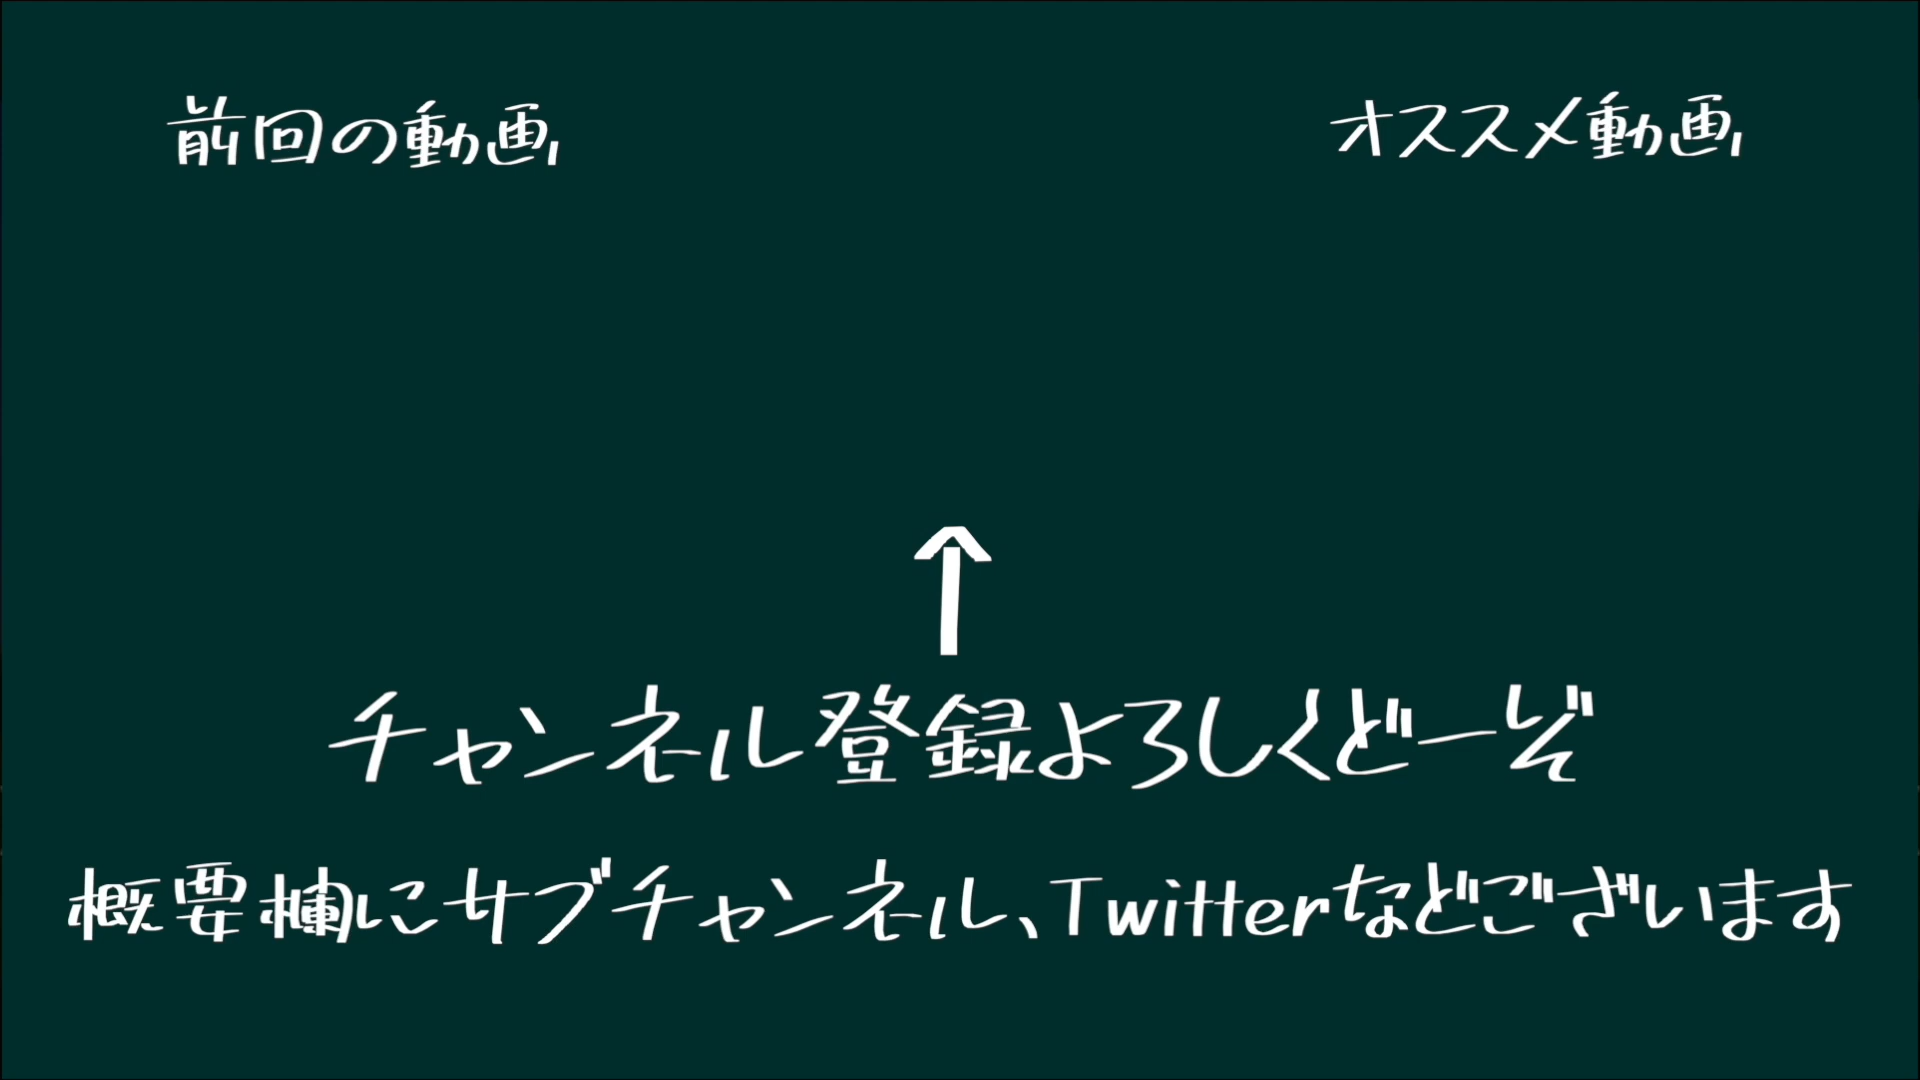 前回の動画
オススメ動画
↑
チャンネル登録よろしくどーぞ
概要欄にサブチャンネル、Twitterなどございます